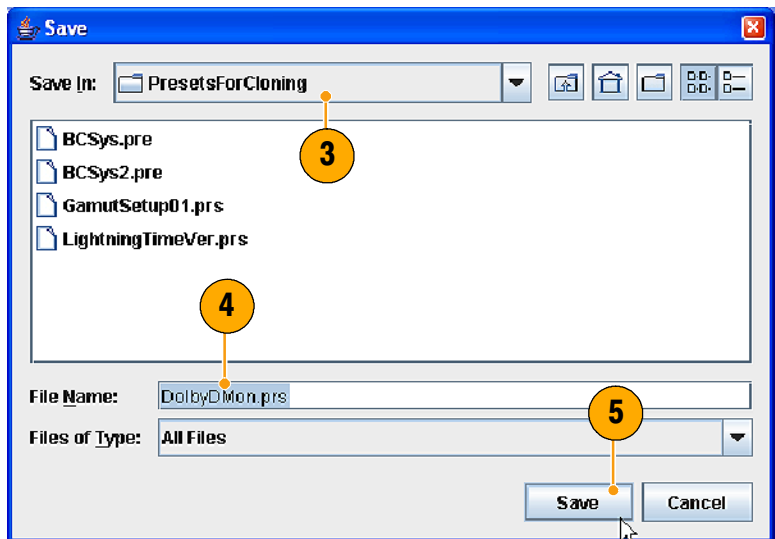 Save
Save In: PresetsForCloning
3
BCSys.pre
BCSys2.pre
GamutSetup01.prs
LightningTimeVer.prs
4
File Name: DolbyDMon.prs
5
Files of Type: All Files
Save Cancel